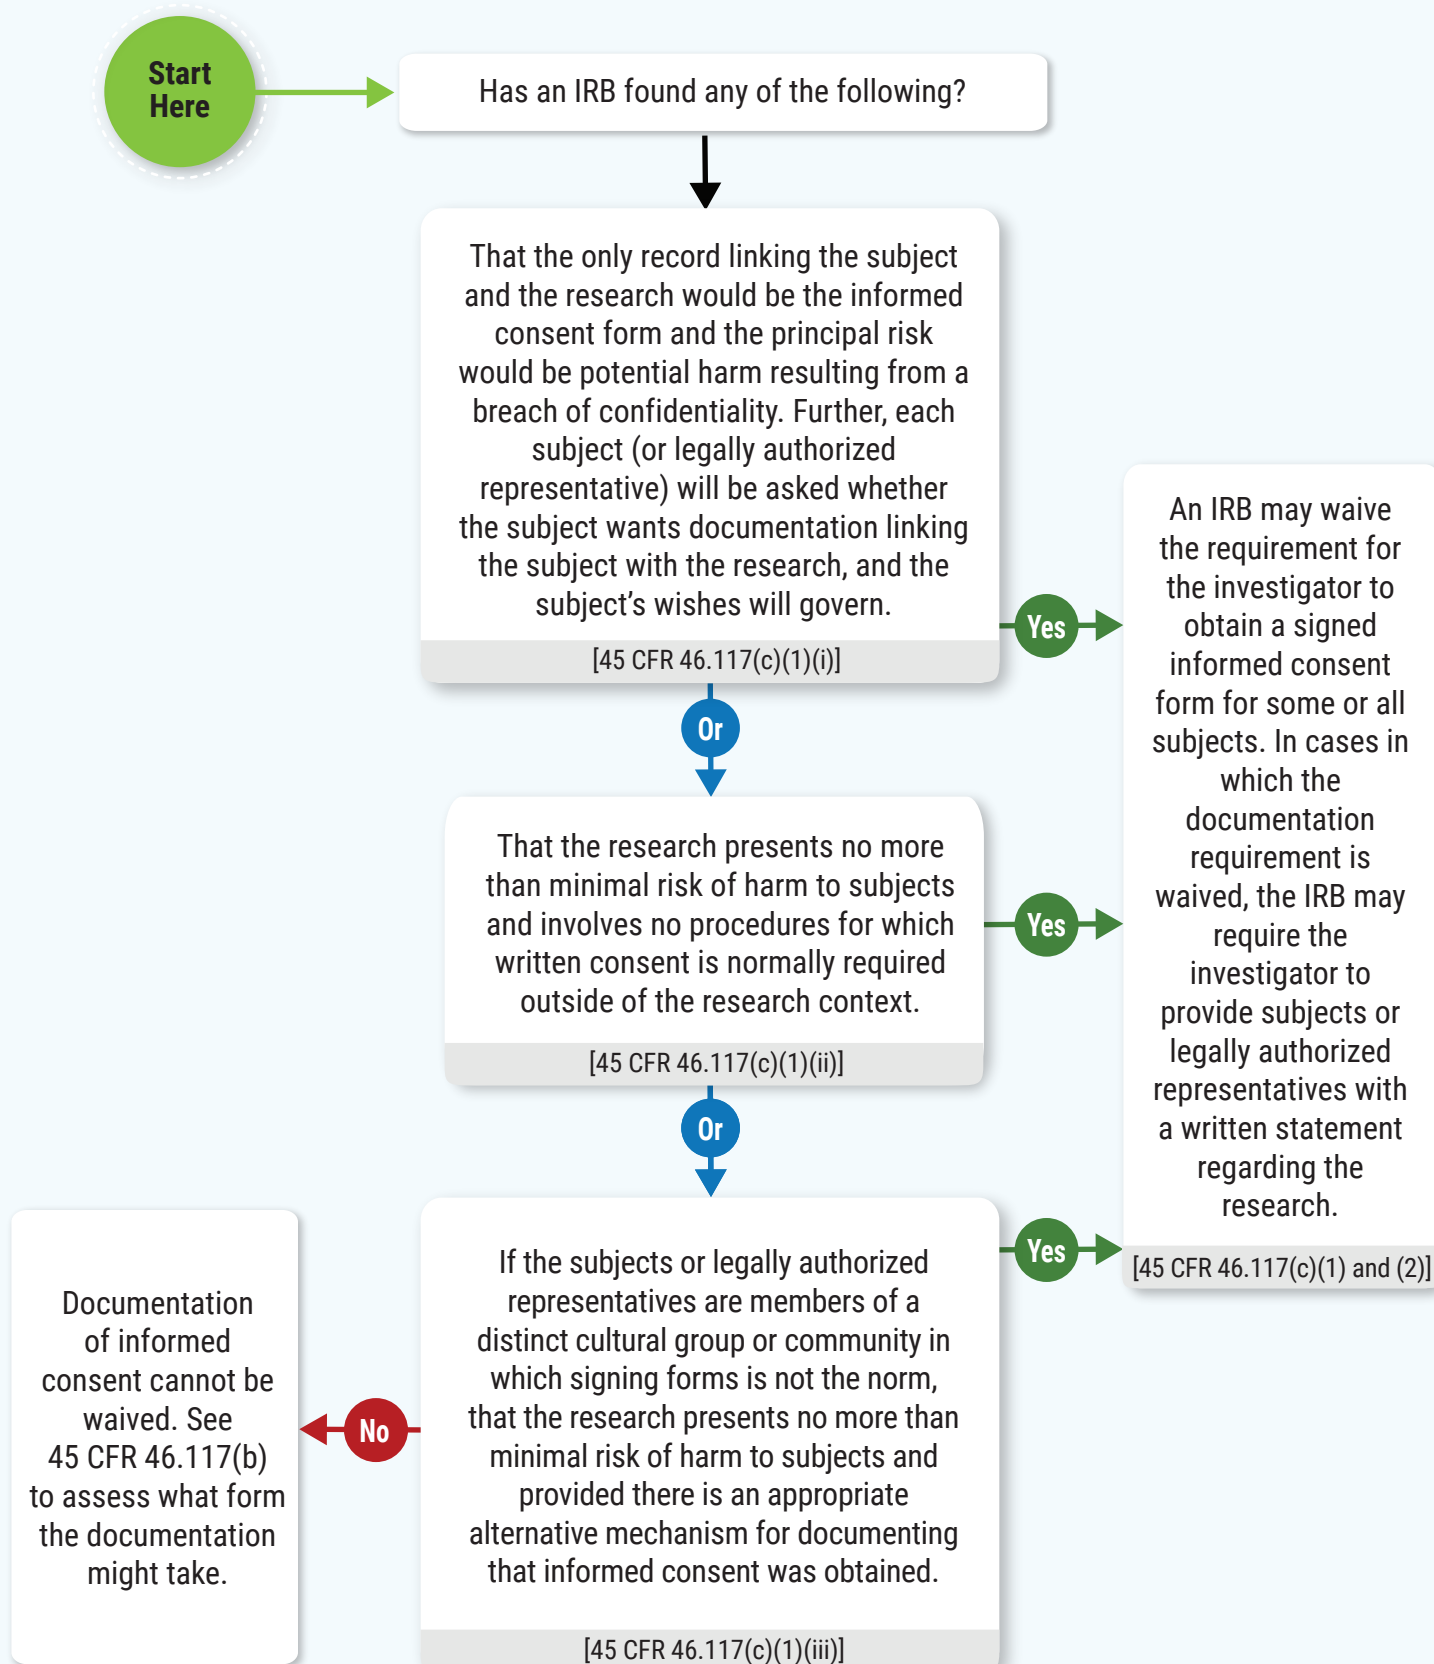 Start
Here
Has an IRB found any of the following?
That the only record linking the subject
and the research would be the informed
consent form and the principal risk
would be potential harm resulting from a
breach of confidentiality. Further, each
subject (or legally authorized
representative) will be asked whether
the subject wants documentation linking
the subject with the research, and the
subject’s wishes will govern.
[45 CFR 46.117(c)(1)(i)]
Yes
Or
That the research presents no more
than minimal risk of harm to subjects
and involves no procedures for which
written consent is normally required
outside of the research context.
[45 CFR 46.117(c)(1)(ii)]
Yes
Or
If the subjects or legally authorized
representatives are members of a
distinct cultural group or community in
which signing forms is not the norm,
that the research presents no more than
minimal risk of harm to subjects and
provided there is an appropriate
alternative mechanism for documenting
that informed consent was obtained.
[45 CFR 46.117(c)(1)(iii)]
Yes
An IRB may waive
the requirement for
the investigator to
obtain a signed
informed consent
form for some or all
subjects. In cases in
which the
documentation
requirement is
waived, the IRB may
require the
investigator to
provide subjects or
legally authorized
representatives with
a written statement
regarding the
research.
[45 CFR 46.117(c)(1) and (2)]
No
Documentation
of informed
consent cannot be
waived. See
45 CFR 46.117(b)
to assess what form
the documentation
might take.